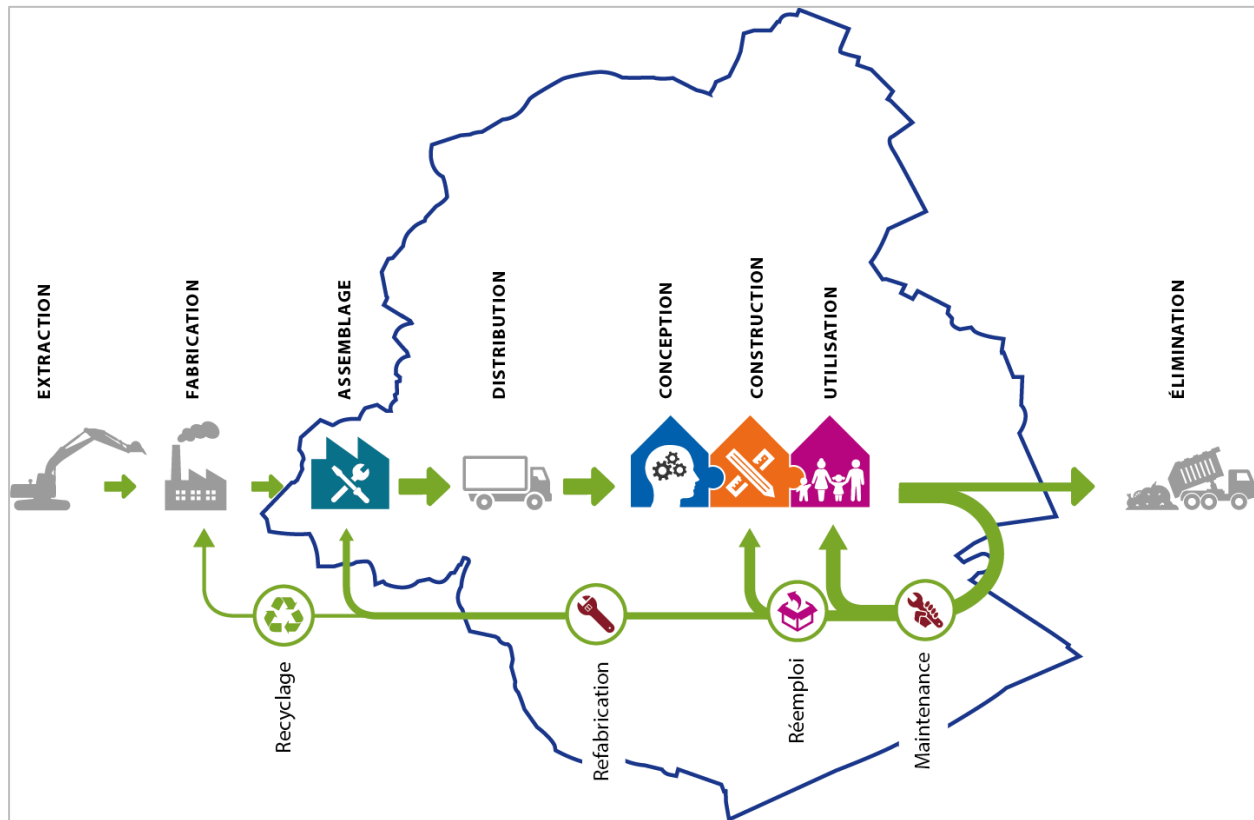 EXTRACTION
FABRICATION
ASSEMBLAGE
DISTRIBUTION
CONCEPTION
CONSTRUCTION
UTILISATION
ÉLIMINATION
Recyclage
Refabrication
Réemploi
Maintenance